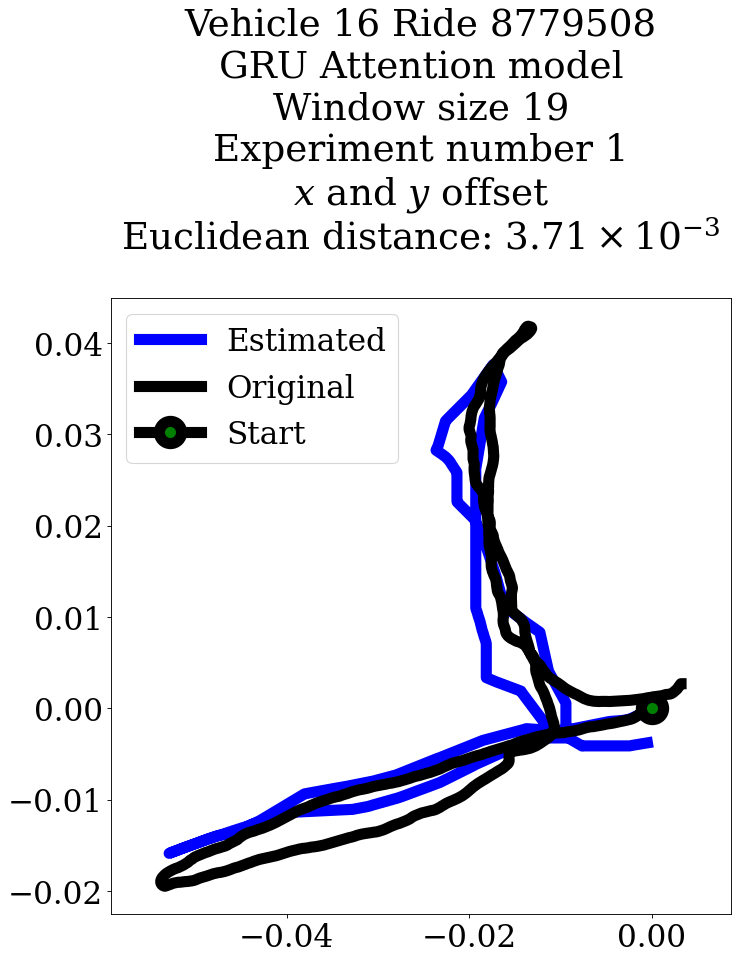 Vehicle 16 Ride 8779508
GRU Attention model
Window size 19
Experiment number 1
x and y offset
Euclidean distance: 3.71 × 10⁻³
Estimated
Original
Start
0.04
0.03
0.02
0.01
0.00
−0.01
−0.02
−0.04
−0.02
0.00